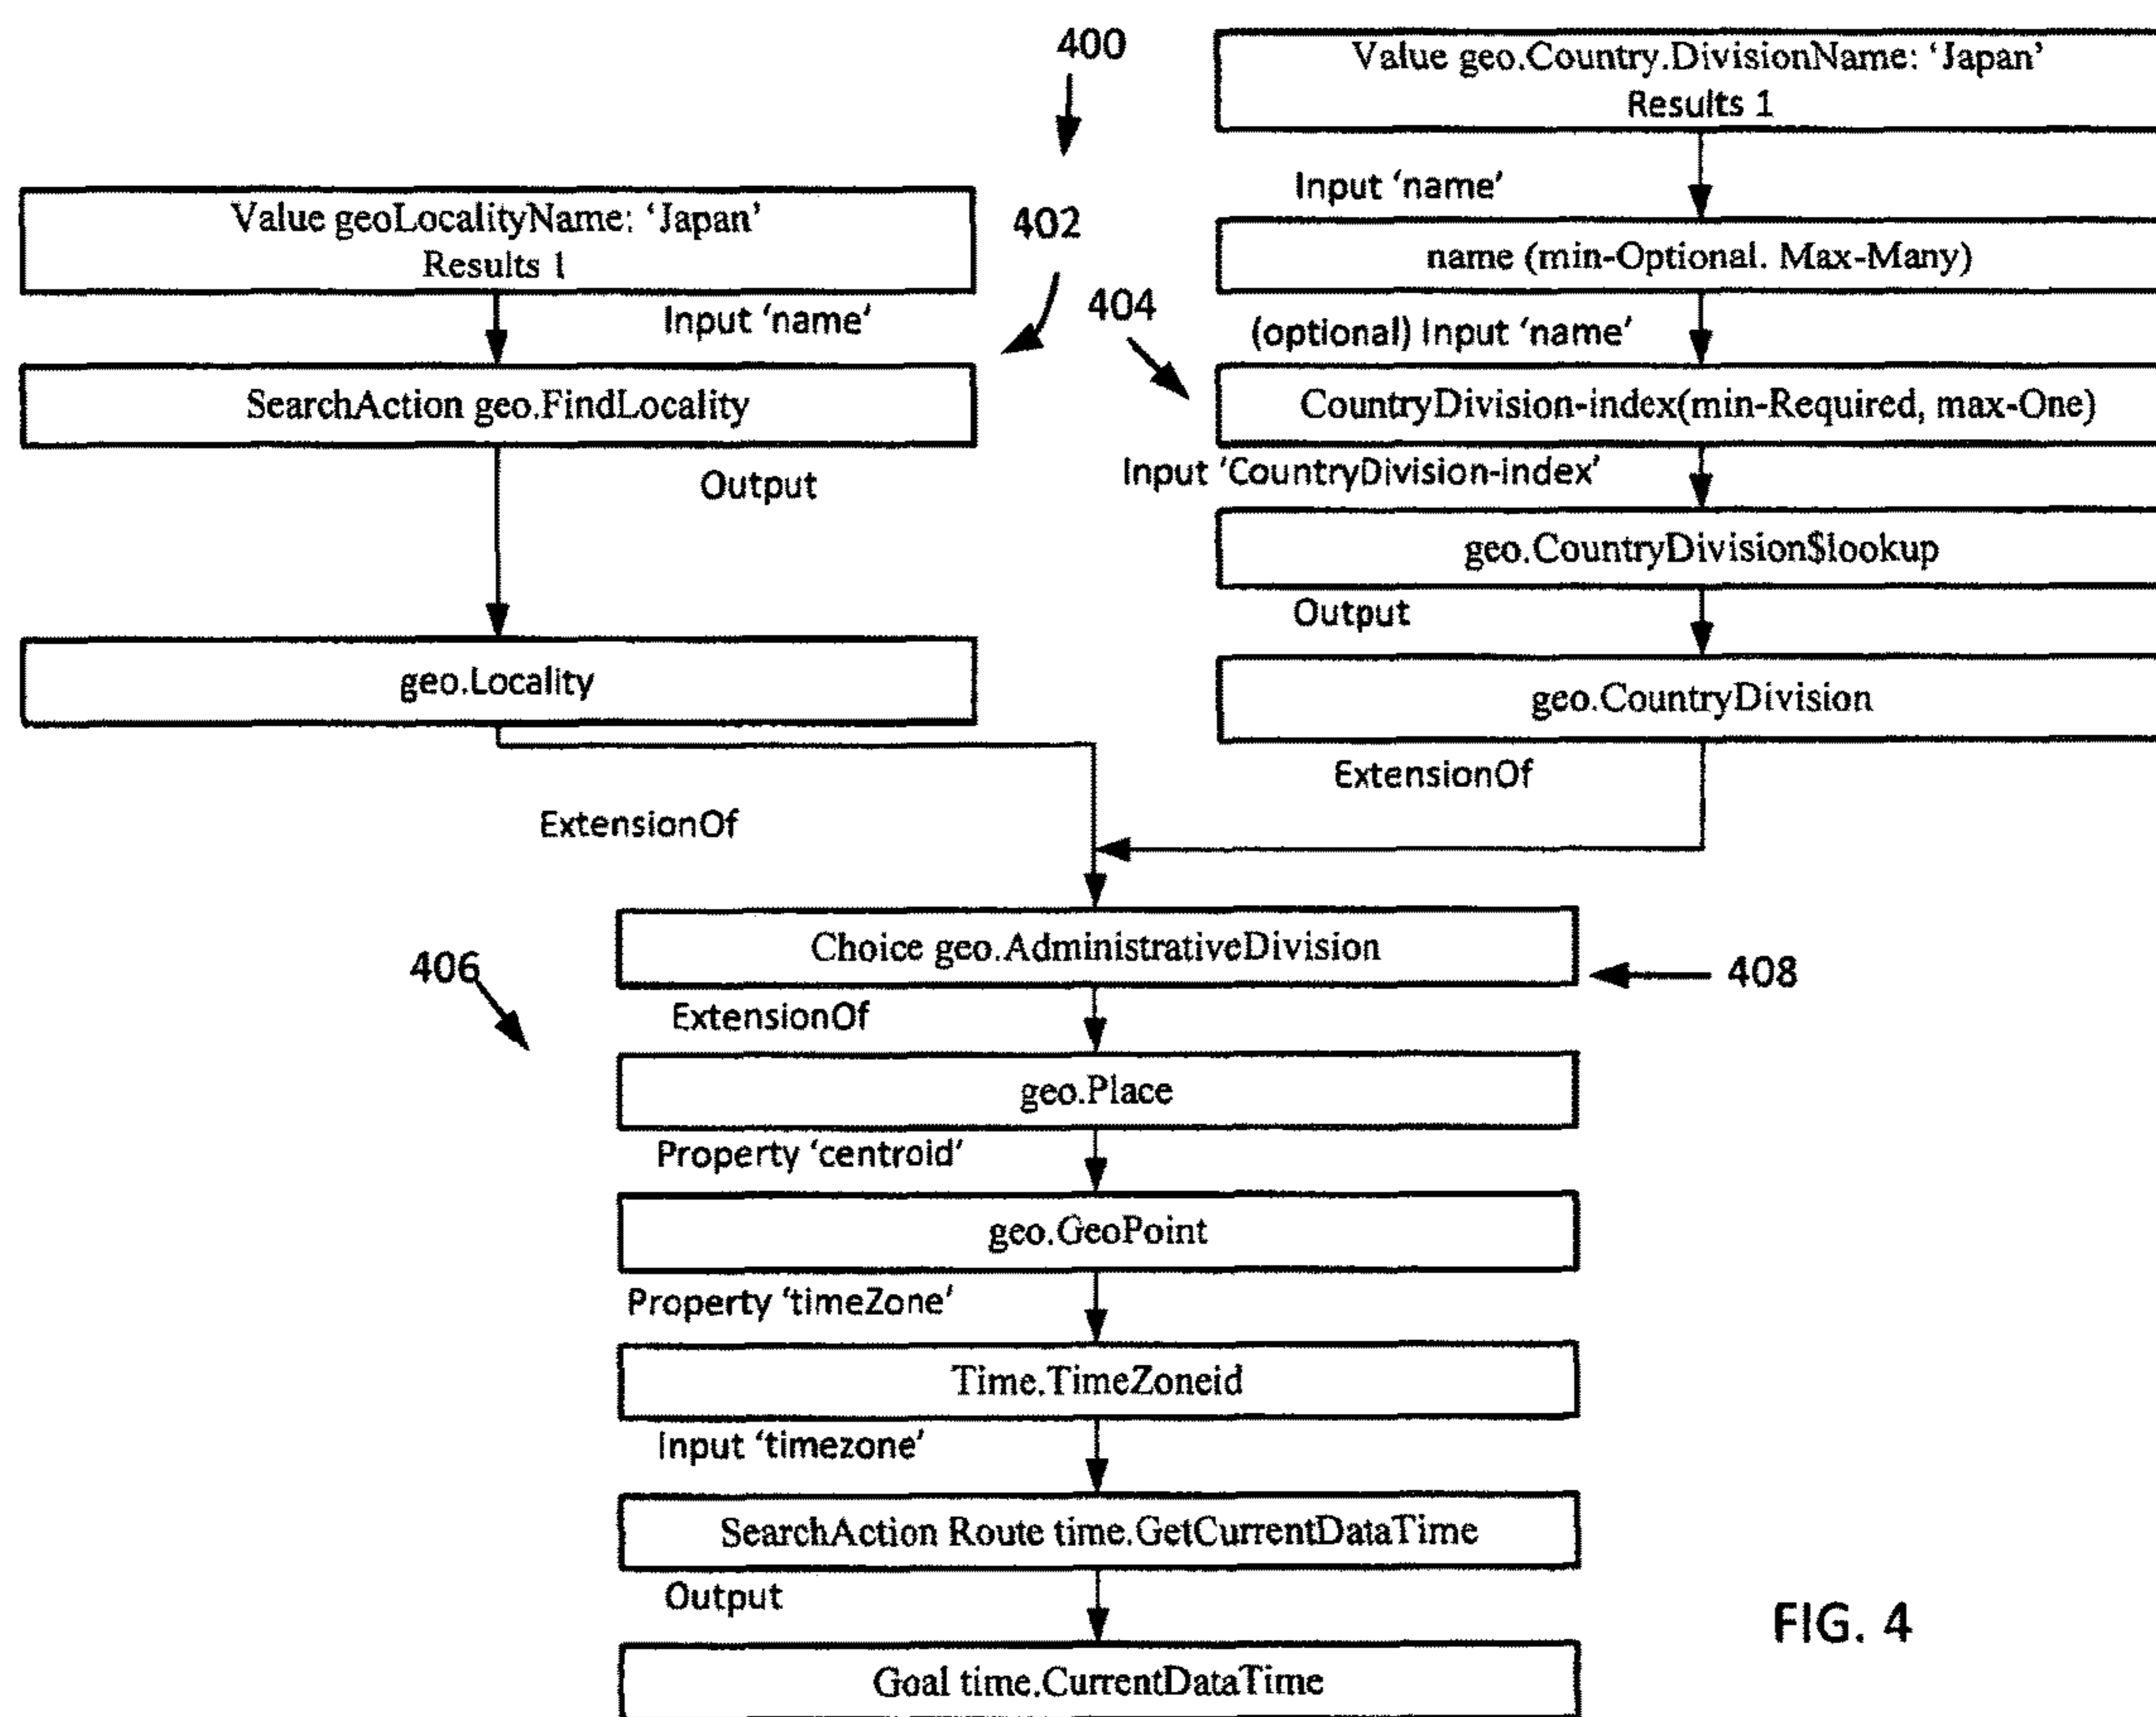 400
Value geo.Country.DivisionName: 'Japan'
Results 1
Input 'name'
Value geoLocalityName: 'Japan'
Results 1
402
name (min-Optional. Max-Many)
Input 'name'
404
(optional) Input 'name'
SearchAction geo.FindLocality
CountryDivision-index(min-Required, max-One)
Output
Input 'CountryDivision-index'
geo.CountryDivision$lookup
Output
geo.Locality
geo.CountryDivision
ExtensionOf
ExtensionOf
Choice geo.AdministrativeDivision
406
408
ExtensionOf
geo.Place
Property 'centroid'
geo.GeoPoint
Property 'timeZone'
Time.TimeZoneid
Input 'timezone'
SearchAction Route time.GetCurrentDataTime
Output
Goal time.CurrentDataTime
FIG. 4